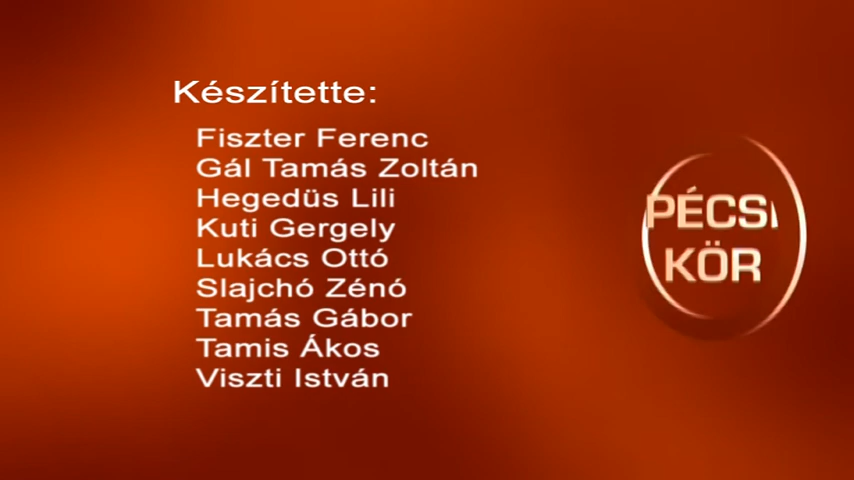 Készítette:
Fiszter Ferenc
Gál Tamás Zoltán
Hegedüs Lili
Kuti Gergely
Lukács Ottó
Slajchó Zénó
Tamás Gábor
Tamis Ákos
Viszti István
PÉCSI
KÖR